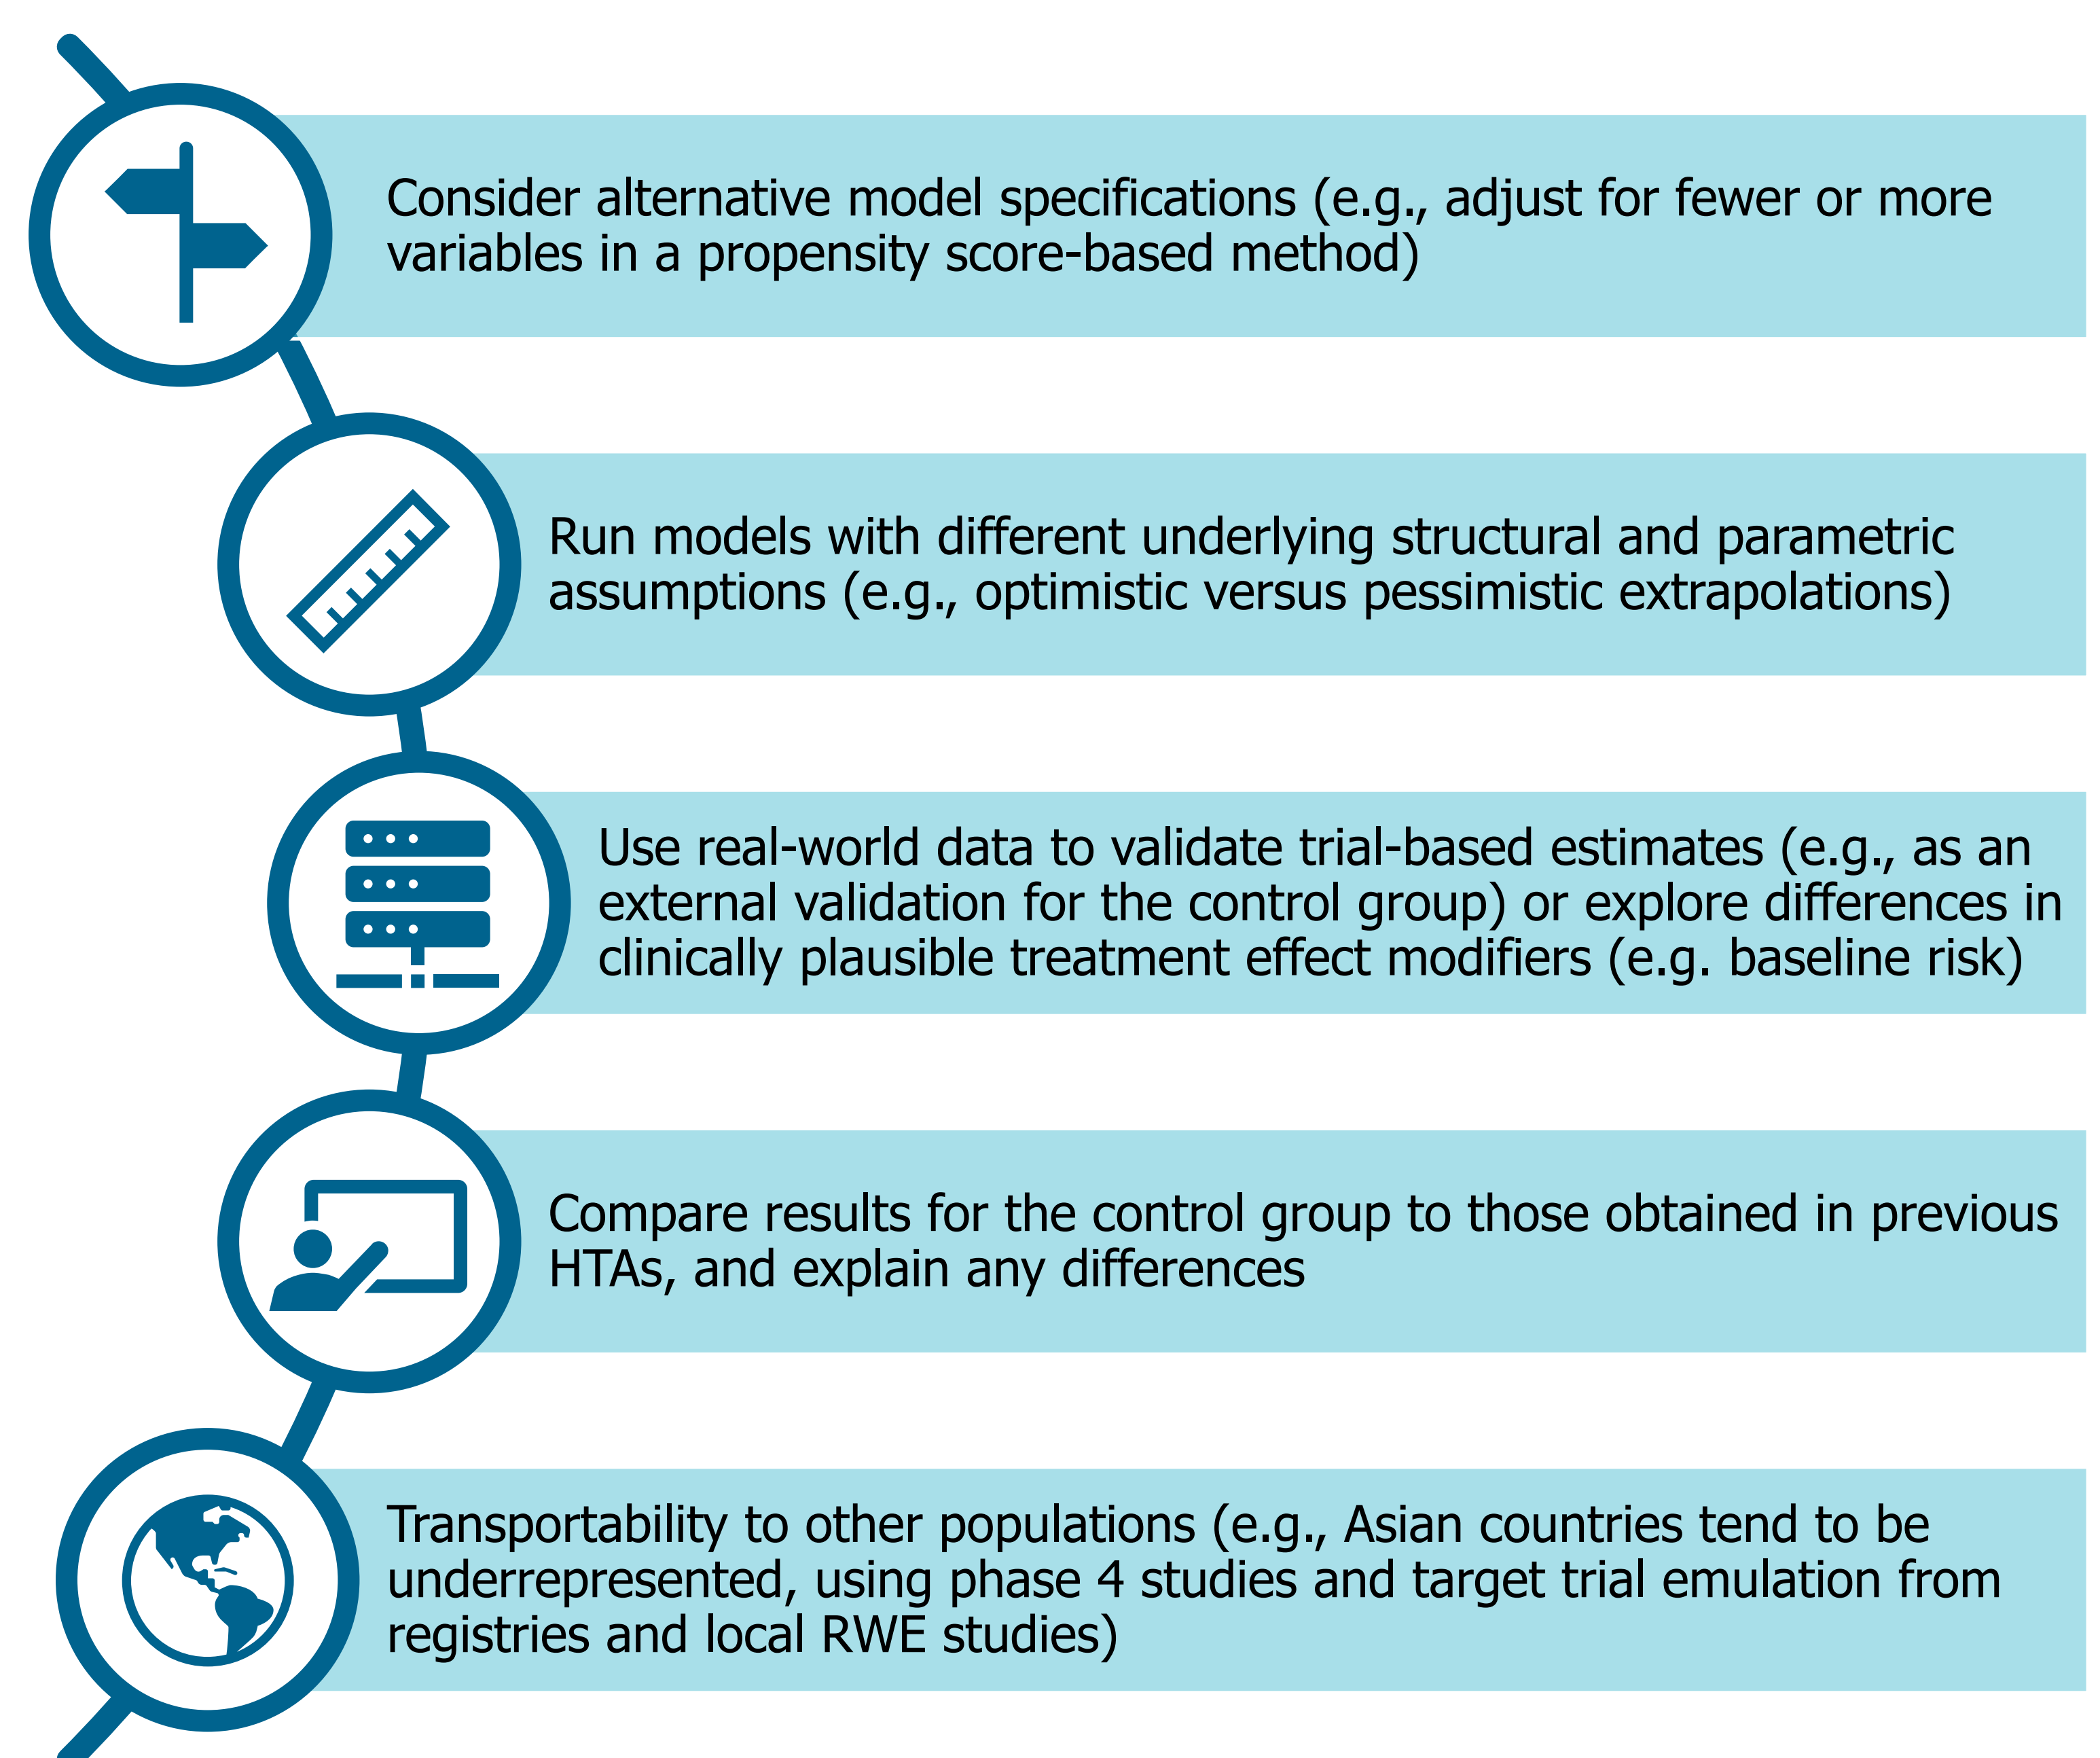 Consider alternative model specifications (e.g., adjust for fewer or more
variables in a propensity score-based method)
Run models with different underlying structural and parametric
assumptions (e.g., optimistic versus pessimistic extrapolations)
Use real-world data to validate trial-based estimates (e.g., as an
external validation for the control group) or explore differences in
clinically plausible treatment effect modifiers (e.g. baseline risk)
Compare results for the control group to those obtained in previous
HTAs, and explain any differences
Transportability to other populations (e.g., Asian countries tend to be
underrepresented, using phase 4 studies and target trial emulation from
registries and local RWE studies)